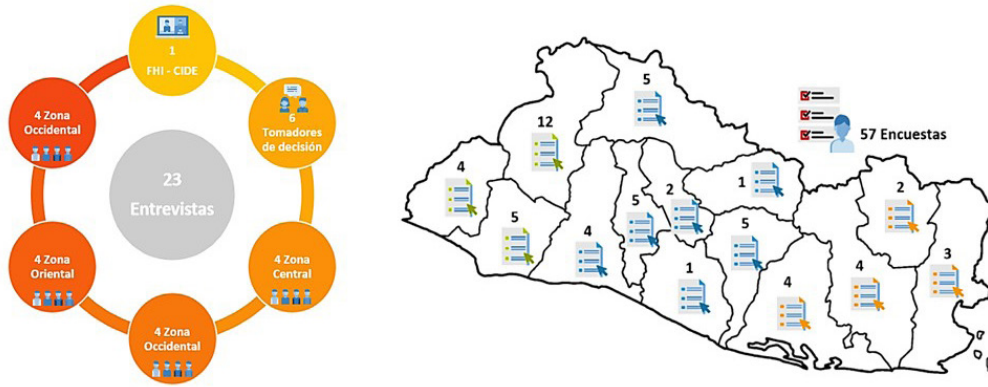 1
FHI - CIDE
6
Tomadores
de decisión
4 Zona
Central
4 Zona
Occidental
4 Zona
Oriental
4 Zona
Occidental
23
Entrevistas
57 Encuestas
5
12
4
5
4
5
2
1
1
5
4
4
2
3